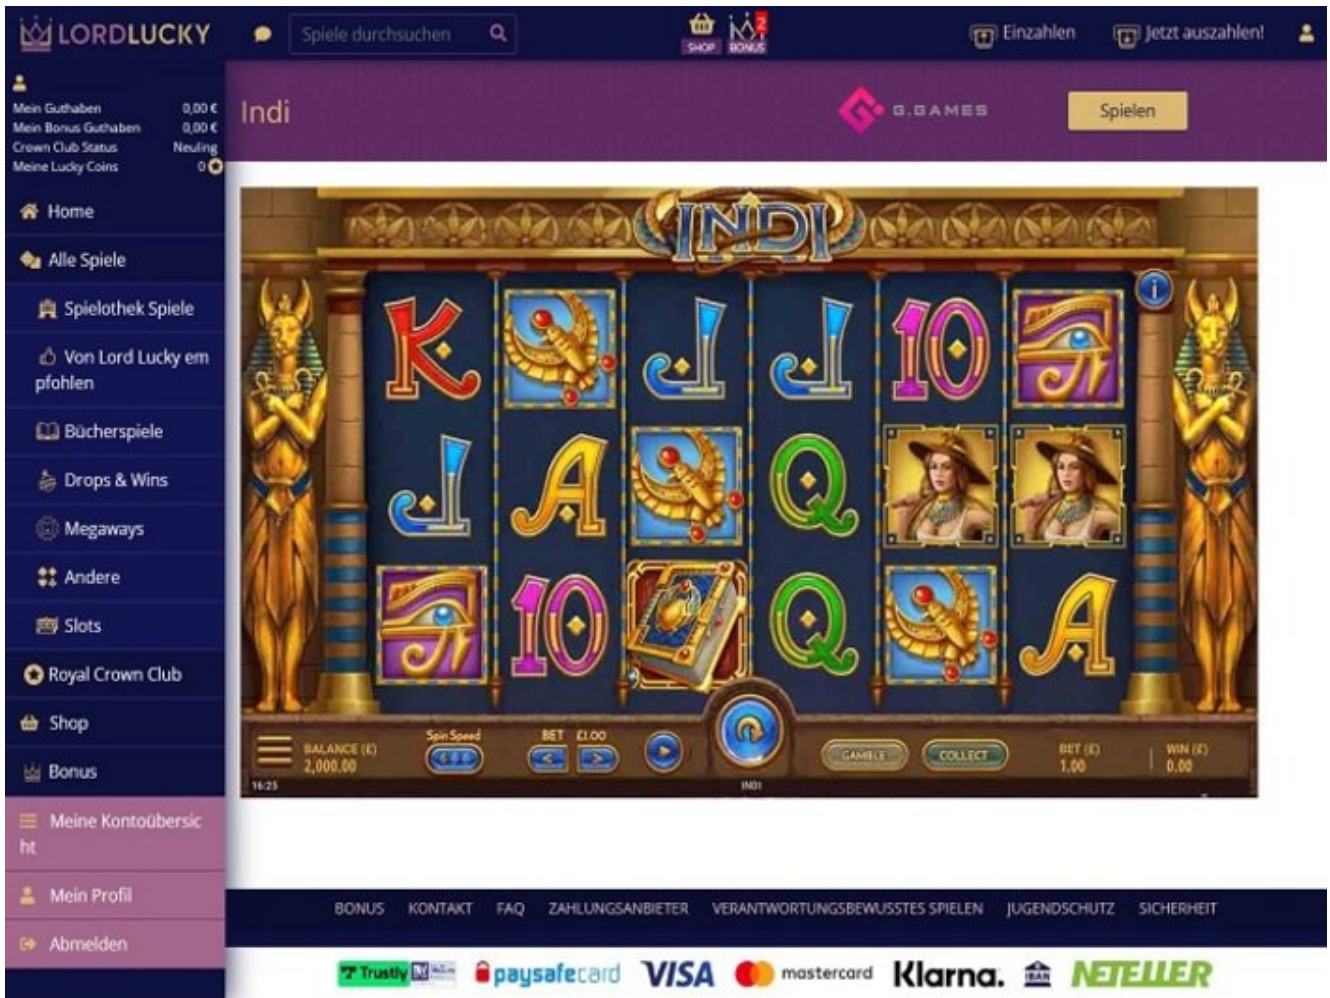 LORDLUCKY
Spiele durchsuchen
SHOP
2
BONUS
Einzahlen
Jetzt auszahlen!
Mein Guthaben 0,00 €
Mein Bonus Guthaben 0,00 €
Crown Club Status Neuling
Meine Lucky Coins 0
Indi
G.GAMES
Spielen
Home
Alle Spiele
Spielothek Spiele
Von Lord Lucky em
pfohlen
Bücherspiele
Drops & Wins
Megaways
Andere
Slots
Royal Crown Club
Shop
Bonus
Meine Kontoübersic
ht
Mein Profil
Abmelden
INDI
i
K J J 10
J A Q
10 Q A
BALANCE (£)
2,000.00
Spin Speed
BET £1.00
GAMBLE
COLLECT
BET (£)
1.00
WIN (£)
0.00
16:25
INDI
BONUS KONTAKT FAQ ZAHLUNGSANBIETER VERANTWORTUNGSBEWUSSTES SPIELEN JUGENDSCHUTZ SICHERHEIT
Trustly paysafecard VISA mastercard Klarna. IBAN NETELLER